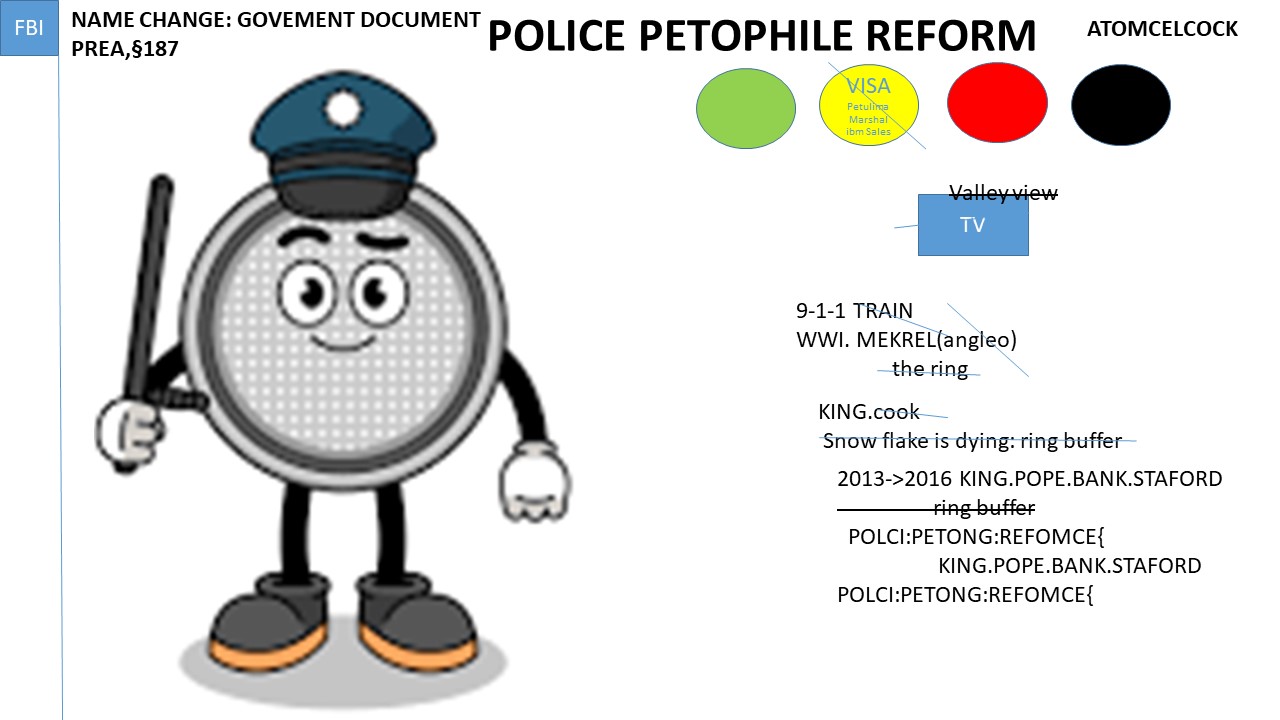 FBI
NAME CHANGE: GOVEMENT DOCUMENT
PREA,§187
POLICE PETOPHILE REFORM
ATOMCELCOCK
VISA
Petulima
Marshal
ibm Sales
Valley view
TV
9-1-1 TRAIN
WWI. MEKREL(angleo)
the ring
KING.cook
Snow flake is dying: ring buffer
2013->2016 KING.POPE.BANK.STAFORD
ring buffer
POLCI:PETONG:REFOMCE{
KING.POPE.BANK.STAFORD
POLCI:PETONG:REFOMCE{